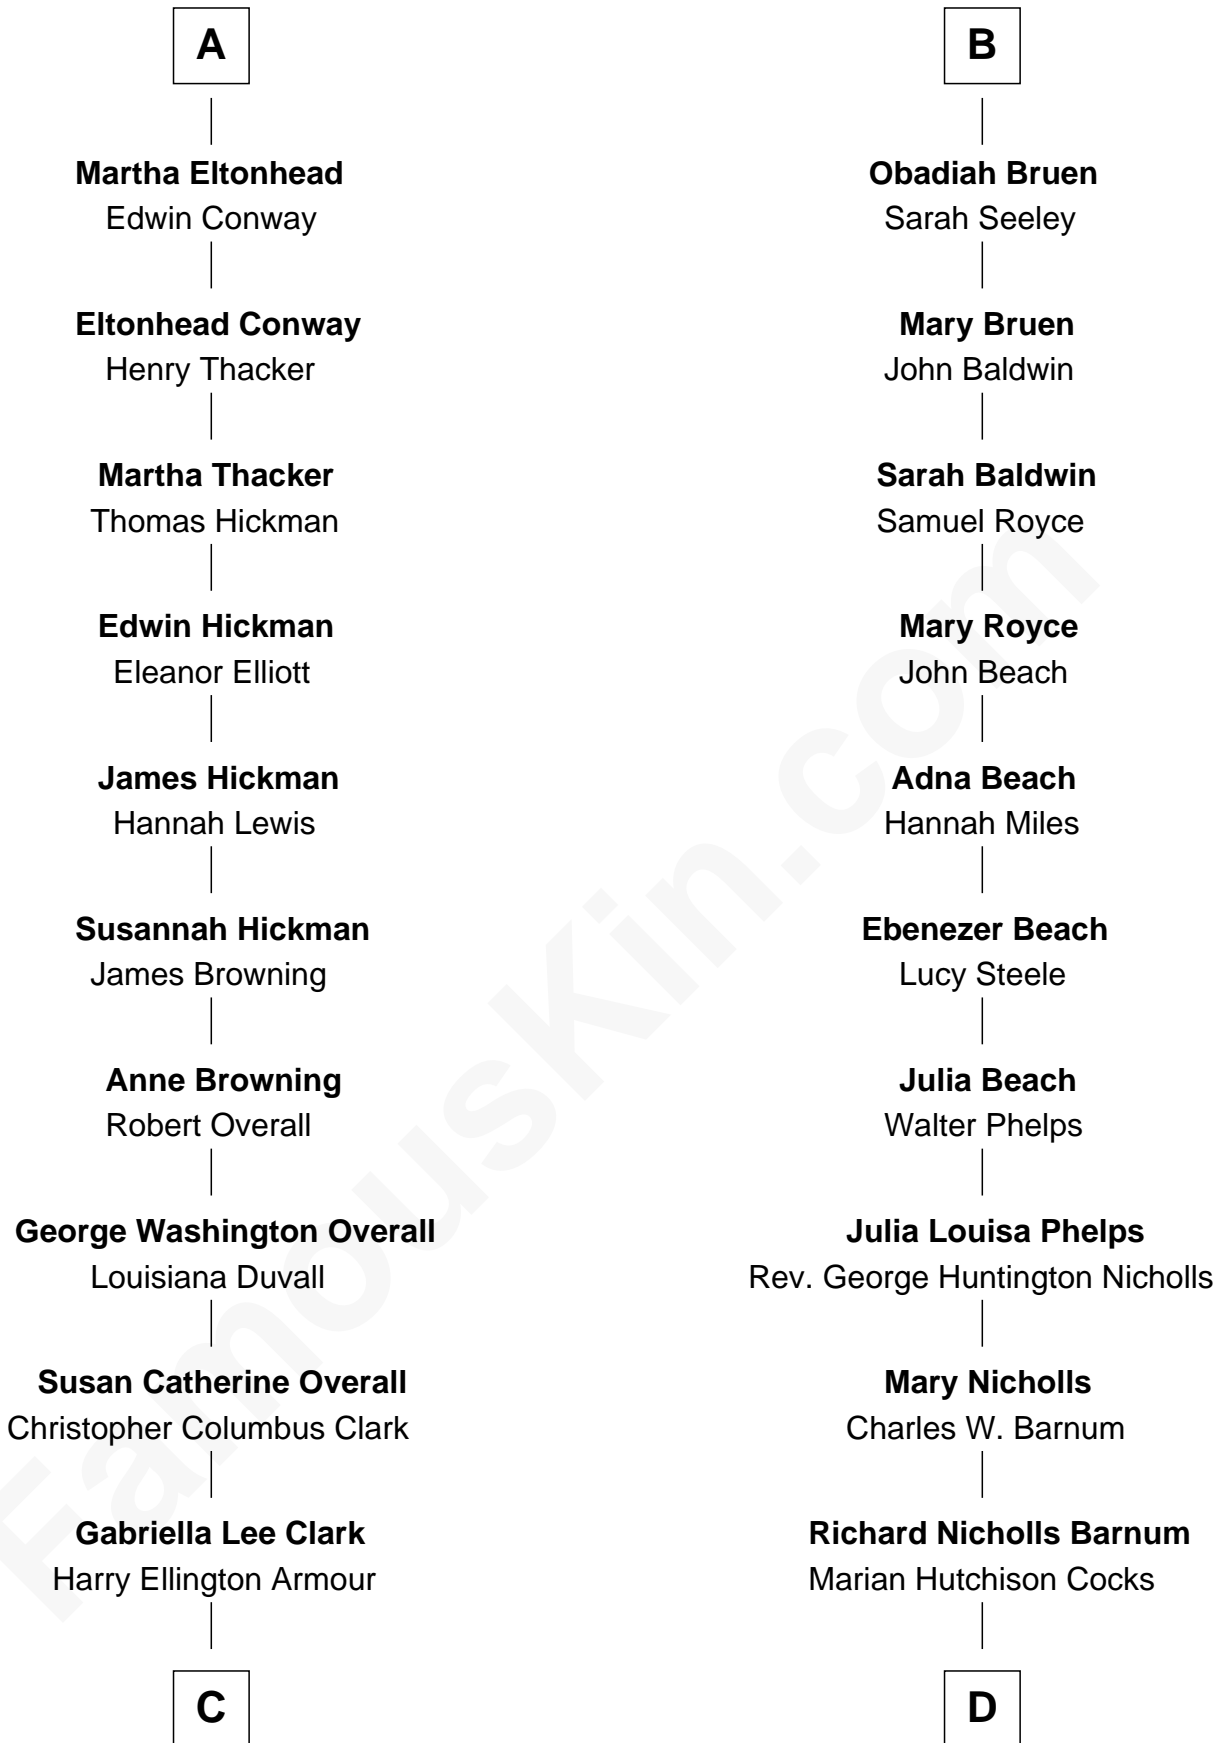 A
Martha Eltonhead
Edwin Conway
Eltonhead Conway
Henry Thacker
Martha Thacker
Thomas Hickman
Edwin Hickman
Eleanor Elliott
James Hickman
Hannah Lewis
Susannah Hickman
James Browning
Anne Browning
Robert Overall
George Washington Overall
Louisiana Duvall
Susan Catherine Overall
Christopher Columbus Clark
Gabriella Lee Clark
Harry Ellington Armour
C
B
Obadiah Bruen
Sarah Seeley
Mary Bruen
John Baldwin
Sarah Baldwin
Samuel Royce
Mary Royce
John Beach
Adna Beach
Hannah Miles
Ebenezer Beach
Lucy Steele
Julia Beach
Walter Phelps
Julia Louisa Phelps
Rev. George Huntington Nicholls
Mary Nicholls
Charles W. Barnum
Richard Nicholls Barnum
Marian Hutchison Cocks
D
FamousKin.com